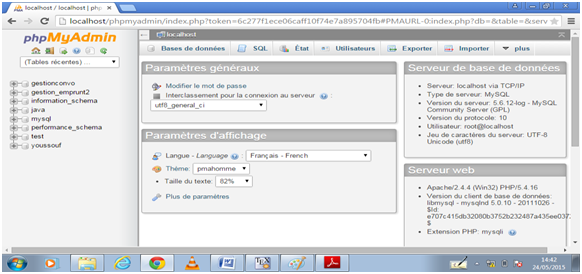 localhost / localhost | ph
localhost/phpmyadmin/index.php?token=6c277f1ece06caff10f74e7a895704fb#PMAURL-0:index.php?db=&table=&serv
phpMyAdmin
(Tables récentes) ...
gestionconvo
gestion_emprunt2
information_schema
java
mysql
performance_schema
test
youssouf
localhost
Bases de données SQL État Utilisateurs Exporter Importer plus
Paramètres généraux
Modifier le mot de passe
Interclassement pour la connexion au serveur :
utf8_general_ci
Paramètres d'affichage
Langue - Language : Français - French
Thème: pmahomme
Taille du texte: 82%
Plus de paramètres
Serveur de base de données
Serveur: localhost via TCP/IP
Type de serveur: MySQL
Version du serveur: 5.6.12-log - MySQL
Community Server (GPL)
Version du protocole: 10
Utilisateur: root@localhost
Jeu de caractères du serveur: UTF-8
Unicode (utf8)
Serveur web
Apache/2.4.4 (Win32) PHP/5.4.16
Version du client de base de données:
libmysql - mysqlnd 5.0.10 - 20111026 -
$Id:
e707c415db32080b3752b232487a435ee037
$
Extension PHP: mysqli
14:42
24/05/2015